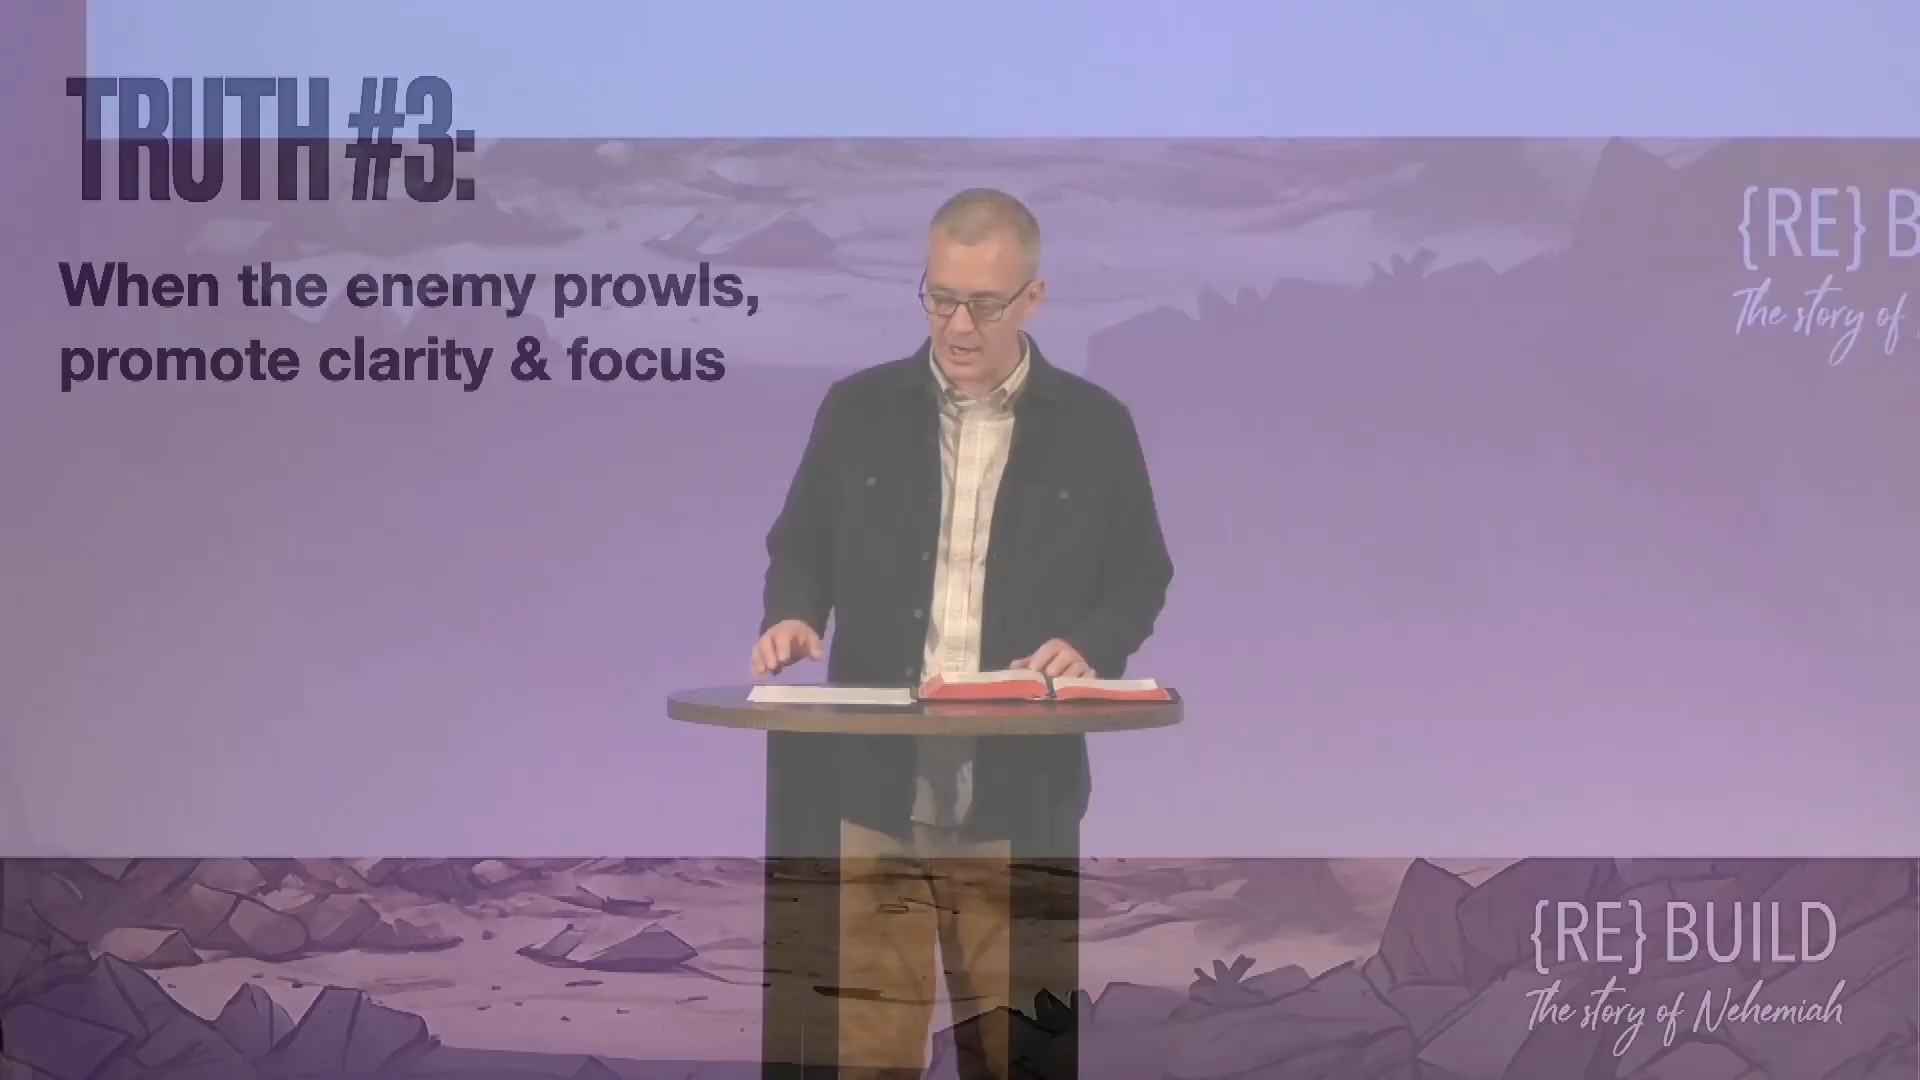 TRUTH #3:
When the enemy prowls,
promote clarity & focus
{RE} B
The story of
{RE} BUILD
The story of Nehemiah